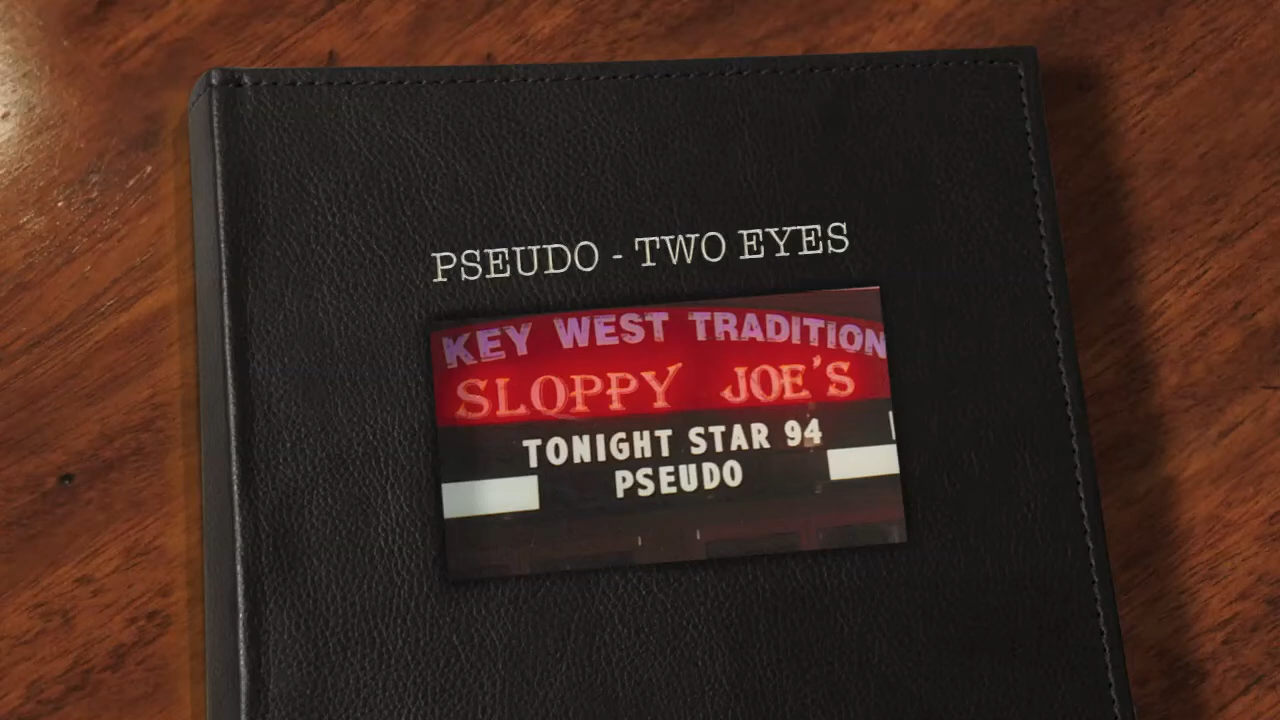 PSEUDO - TWO EYES
KEY WEST TRADITION
SLOPPY JOE'S
TONIGHT STAR 94
PSEUDO